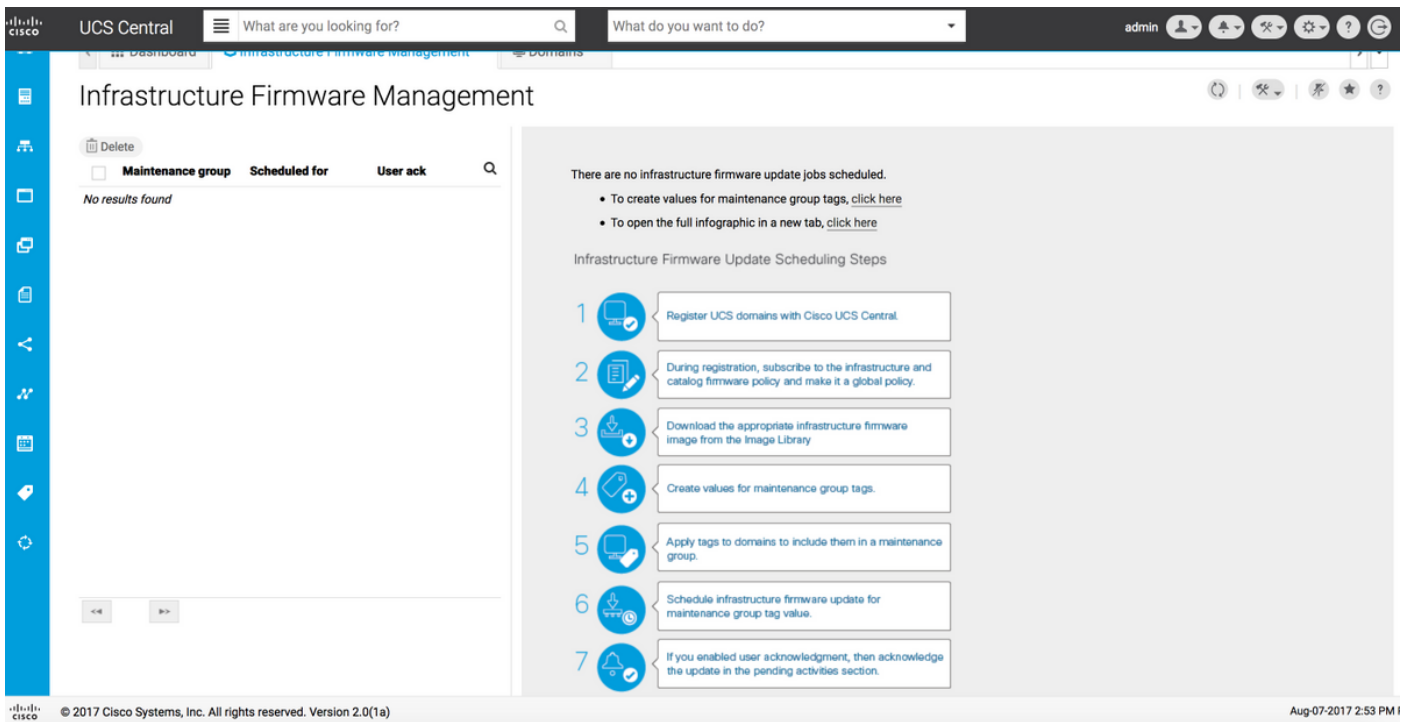 cisco
UCS Central
What are you looking for?
What do you want to do?
admin
?
Dashboard
Infrastructure Firmware Management
Domains
Infrastructure Firmware Management
?
Delete
Maintenance group Scheduled for User ack
No results found
There are no infrastructure firmware update jobs scheduled.
• To create values for maintenance group tags, click here
• To open the full infographic in a new tab, click here
Infrastructure Firmware Update Scheduling Steps
1 Register UCS domains with Cisco UCS Central.
2 During registration, subscribe to the infrastructure and
catalog firmware policy and make it a global policy.
3 Download the appropriate infrastructure firmware
image from the Image Library
4 Create values for maintenance group tags.
5 Apply tags to domains to include them in a maintenance
group.
6 Schedule infrastructure firmware update for
maintenance group tag value.
7 If you enabled user acknowledgment, then acknowledge
the update in the pending activities section.
cisco
© 2017 Cisco Systems, Inc. All rights reserved. Version 2.0(1a)
Aug-07-2017 2:53 PM